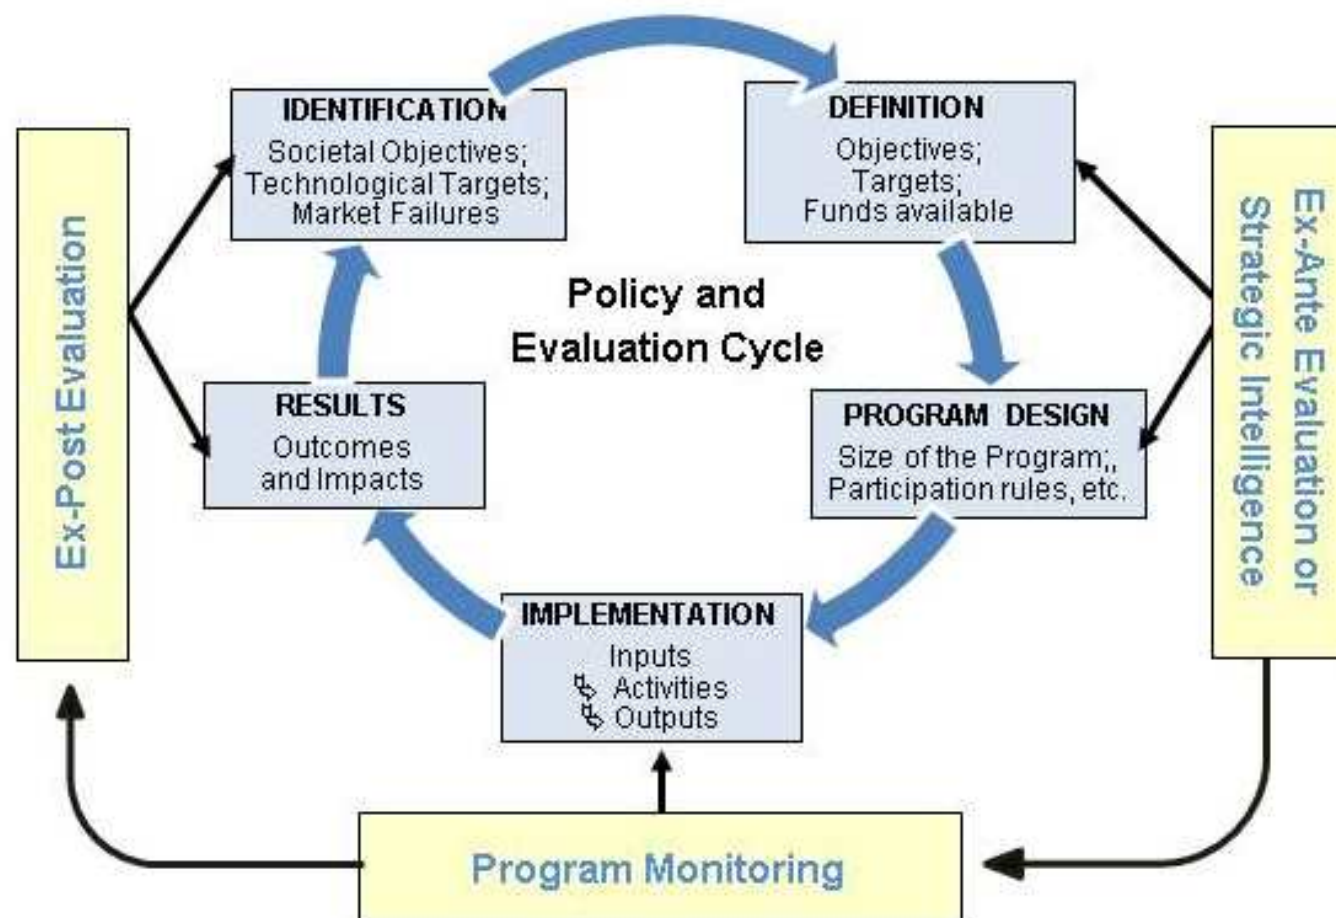 IDENTIFICATION
Societal Objectives;
Technological Targets;
Market Failures
DEFINITION
Objectives;
Targets;
Funds available
Ex-Post Evaluation
Policy and
Evaluation Cycle
Ex-Ante Evaluation or
Strategic Intelligence
RESULTS
Outcomes
and Impacts
PROGRAM DESIGN
Size of the Program;,
Participation rules, etc.
IMPLEMENTATION
Inputs
Activities
Outputs
Program Monitoring